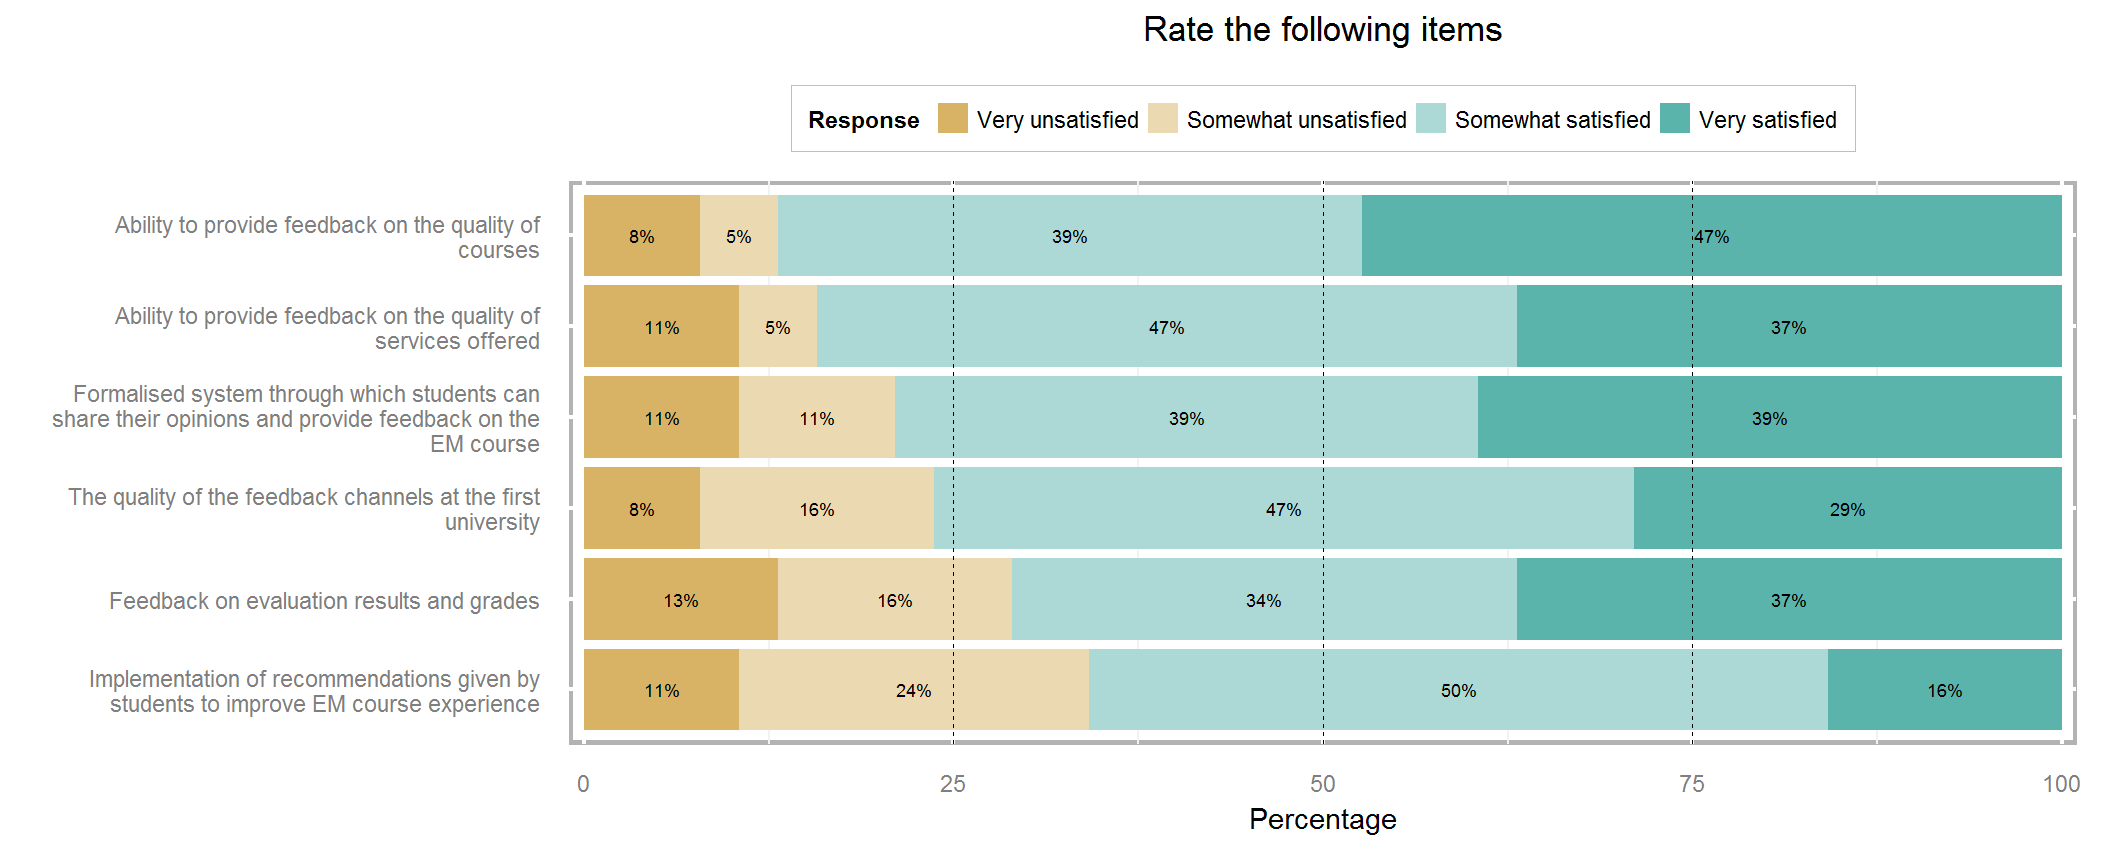 Rate the following items
Response Very unsatisfied Somewhat unsatisfied Somewhat satisfied Very satisfied
Ability to provide feedback on the quality of
courses
8% 5% 39% 47%
Ability to provide feedback on the quality of
services offered
11% 5% 47% 37%
Formalised system through which students can
share their opinions and provide feedback on the
EM course
11% 11% 39% 39%
The quality of the feedback channels at the first
university
8% 16% 47% 29%
Feedback on evaluation results and grades
13% 16% 34% 37%
Implementation of recommendations given by
students to improve EM course experience
11% 24% 50% 16%
0 25 50 75 100
Percentage